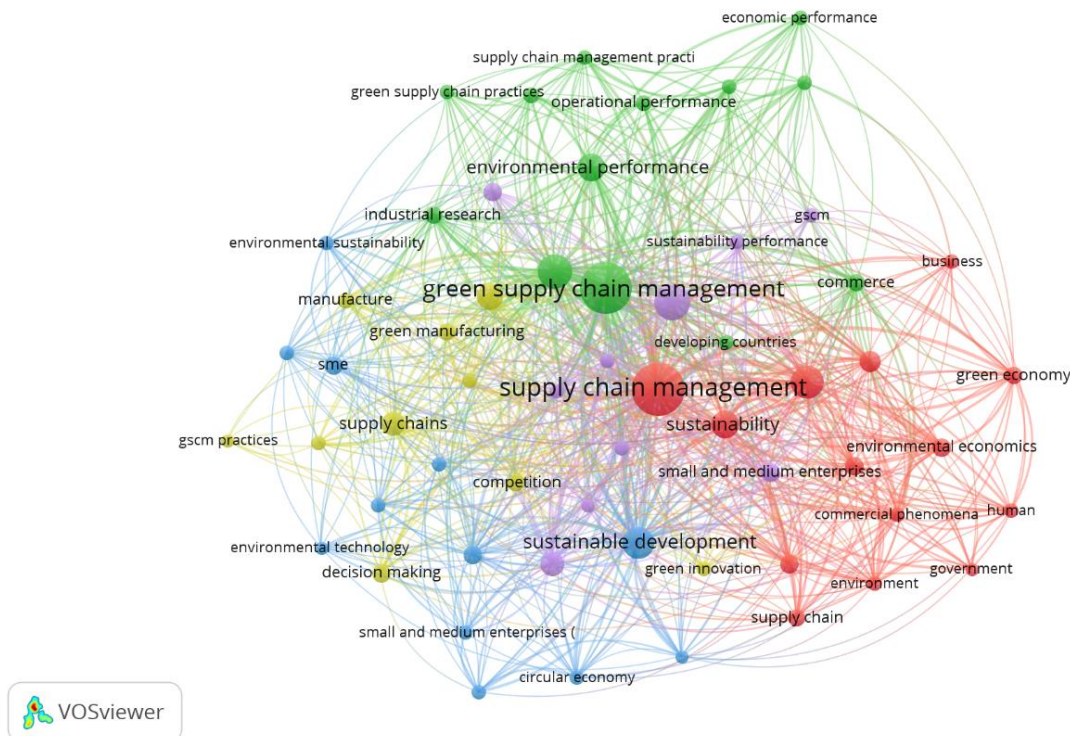 economic performance
supply chain management practi
green supply chain practices
operational performance
environmental performance
industrial research
gscm
environmental sustainability
sustainability performance
business
commerce
green supply chain management
manufacture
green manufacturing
developing countries
sme
green economy
supply chain management
supply chains
sustainability
gscm practices
environmental economics
small and medium enterprises
competition
commercial phenomena
human
environmental technology
sustainable development
decision making
green innovation
government
environment
supply chain
small and medium enterprises (
circular economy
VOSviewer